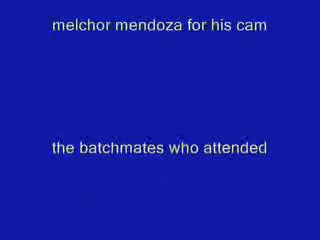 melchor mendoza for his cam
the batchmates who attended